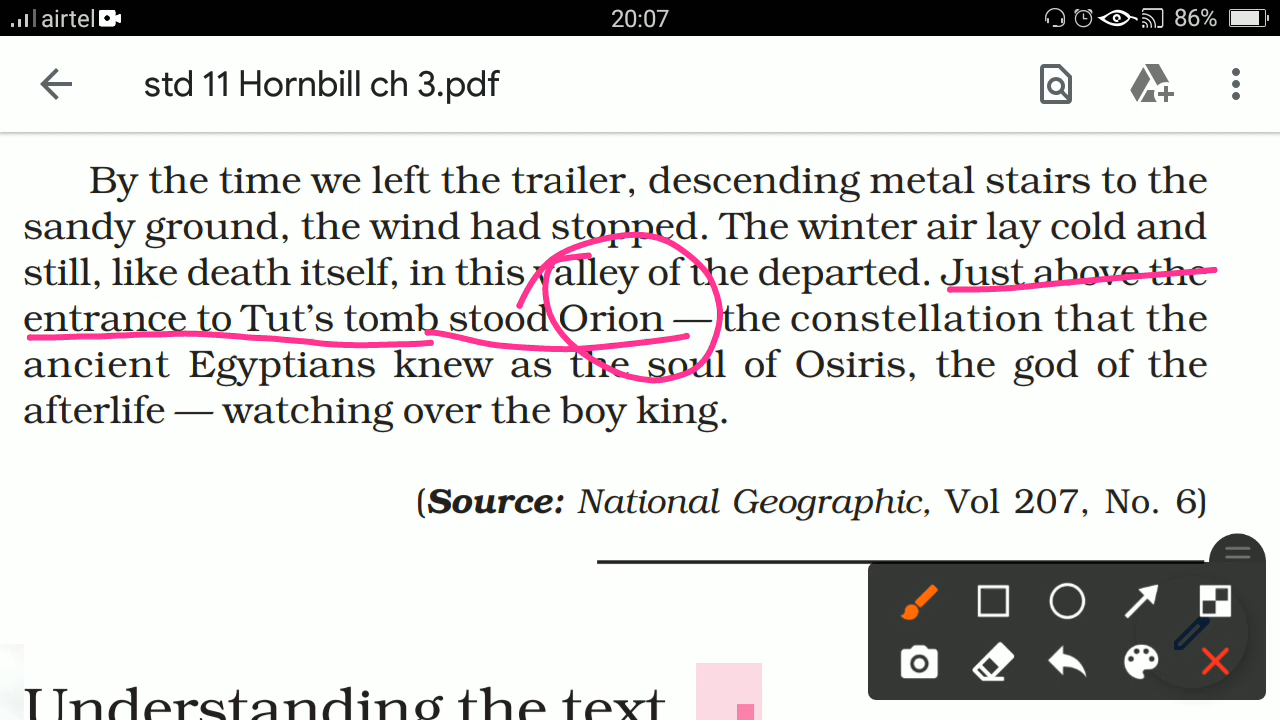 airtel 20:07 86%
std 11 Hornbill ch 3.pdf
By the time we left the trailer, descending metal stairs to the
sandy ground, the wind had stopped. The winter air lay cold and
still, like death itself, in this valley of the departed. Just above the
entrance to Tut's tomb stood Orion — the constellation that the
ancient Egyptians knew as the soul of Osiris, the god of the
afterlife — watching over the boy king.
(Source: National Geographic, Vol 207, No. 6)
Understanding the text